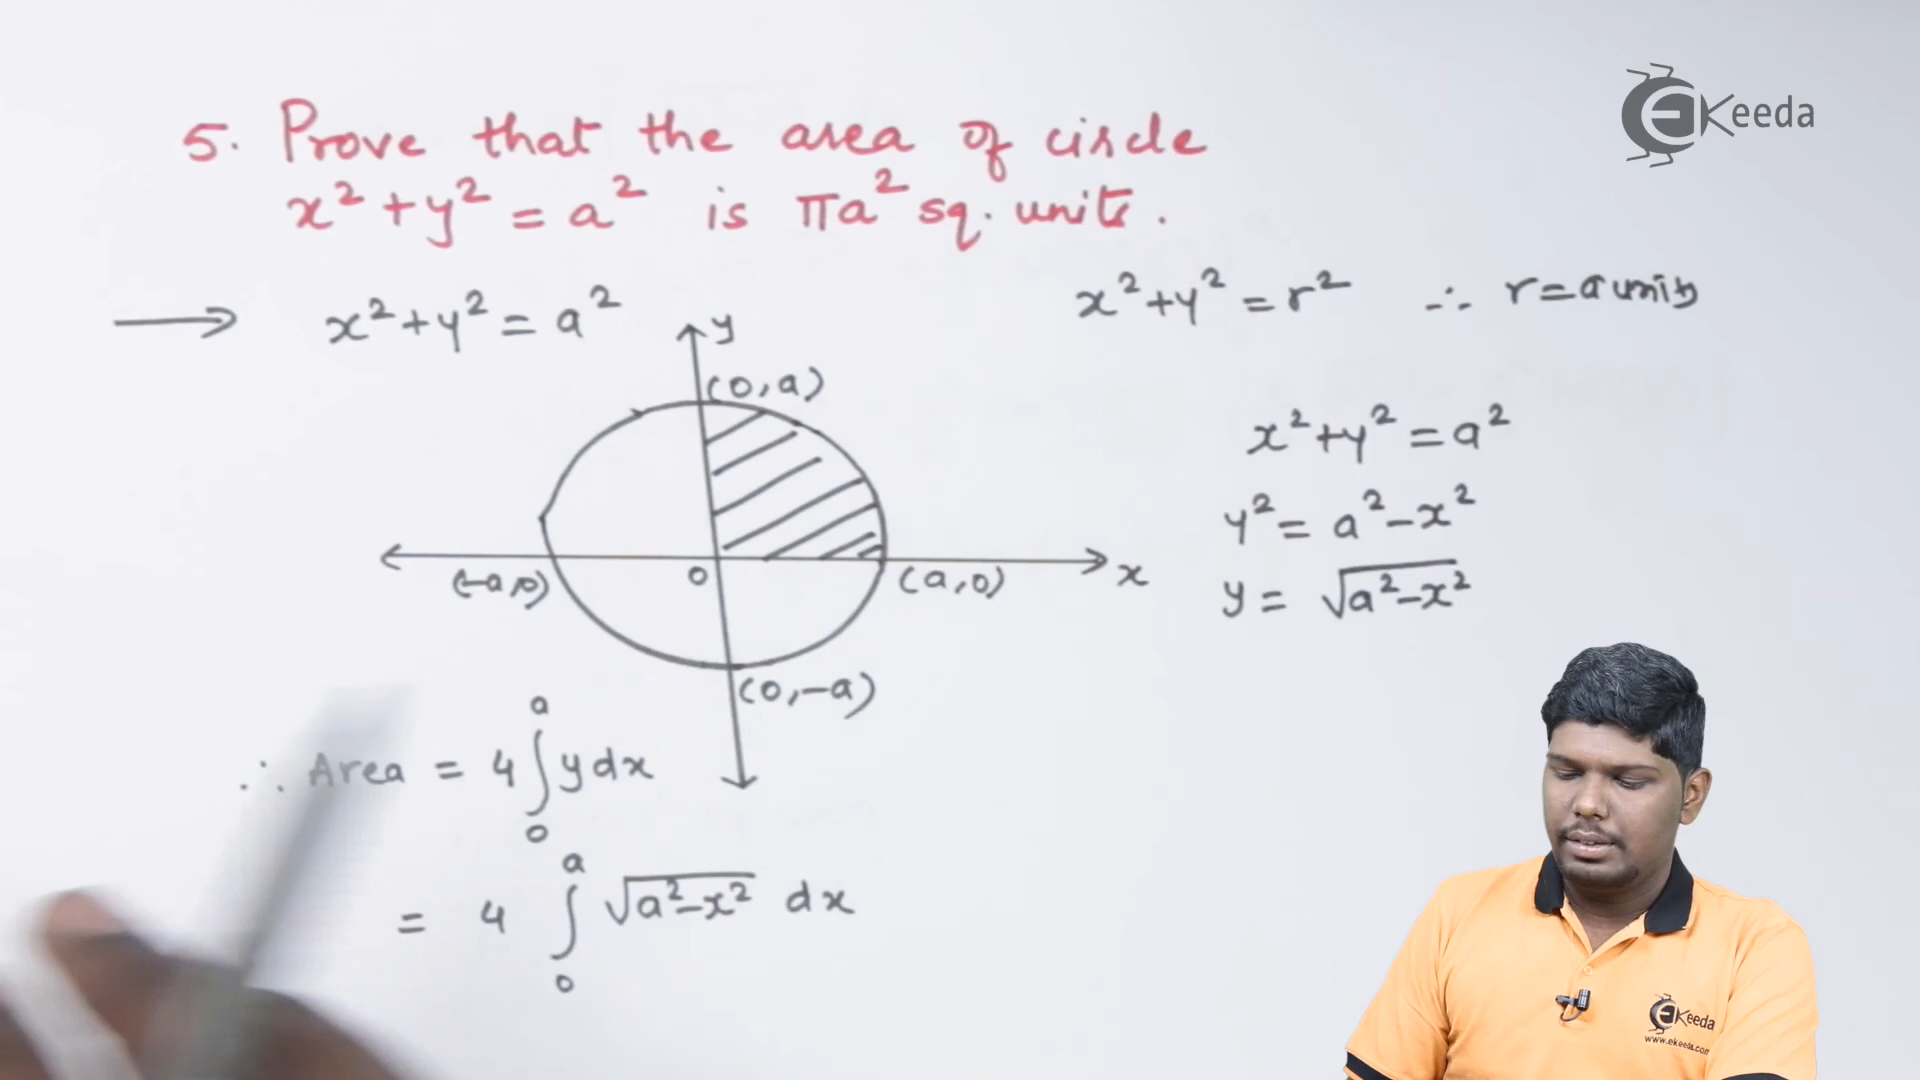 EKeeda
5. Prove that the area of circle
x² + y² = a² is πa² sq. units.
x² + y² = a²
x² + y² = r² ∴ r = a units
y
(0, a)
x² + y² = a²
y² = a² - x²
y = √a² - x²
(-a, 0)
0
(a, 0)
x
(0, -a)
∴ Area = 4 ∫₀ᵃ y dx
= 4 ∫₀ᵃ √a² - x² dx
EKeeda
www.ekeeda.com